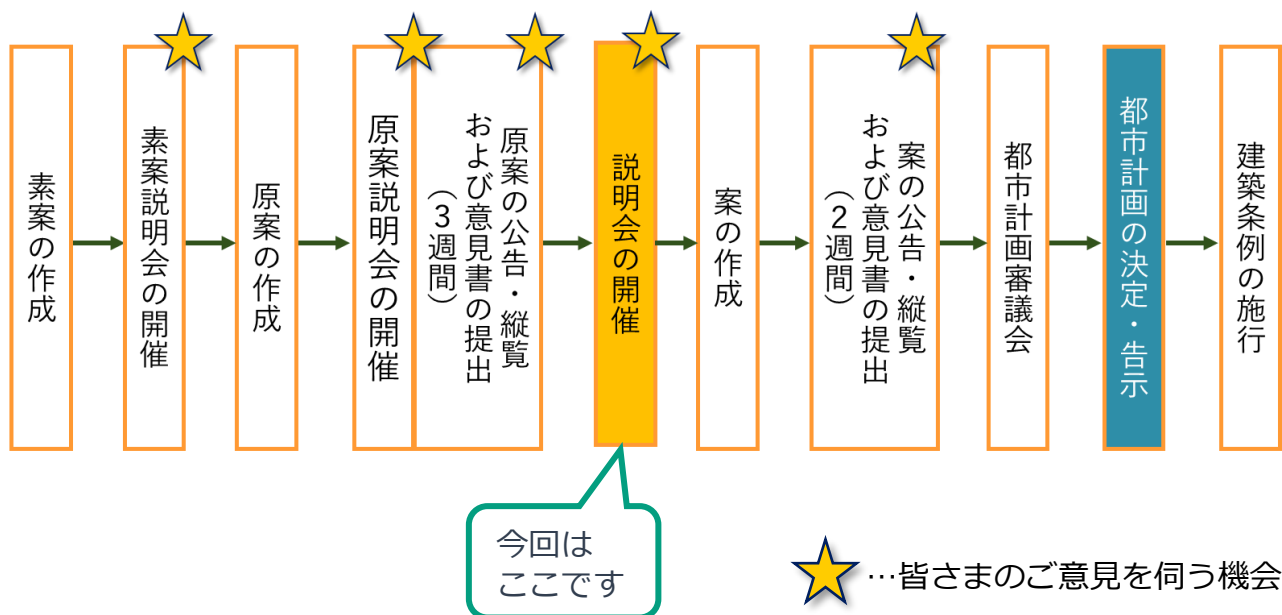 素案の作成
素案説明会の開催
原案の作成
原案説明会の開催
原案の公告・縦覧
および意見書の提出
（3週間）
説明会の開催
案の作成
案の公告・縦覧
および意見書の提出
（2週間）
都市計画審議会
都市計画の決定・告示
建築条例の施行
今回は
ここです
…皆さまのご意見を伺う機会